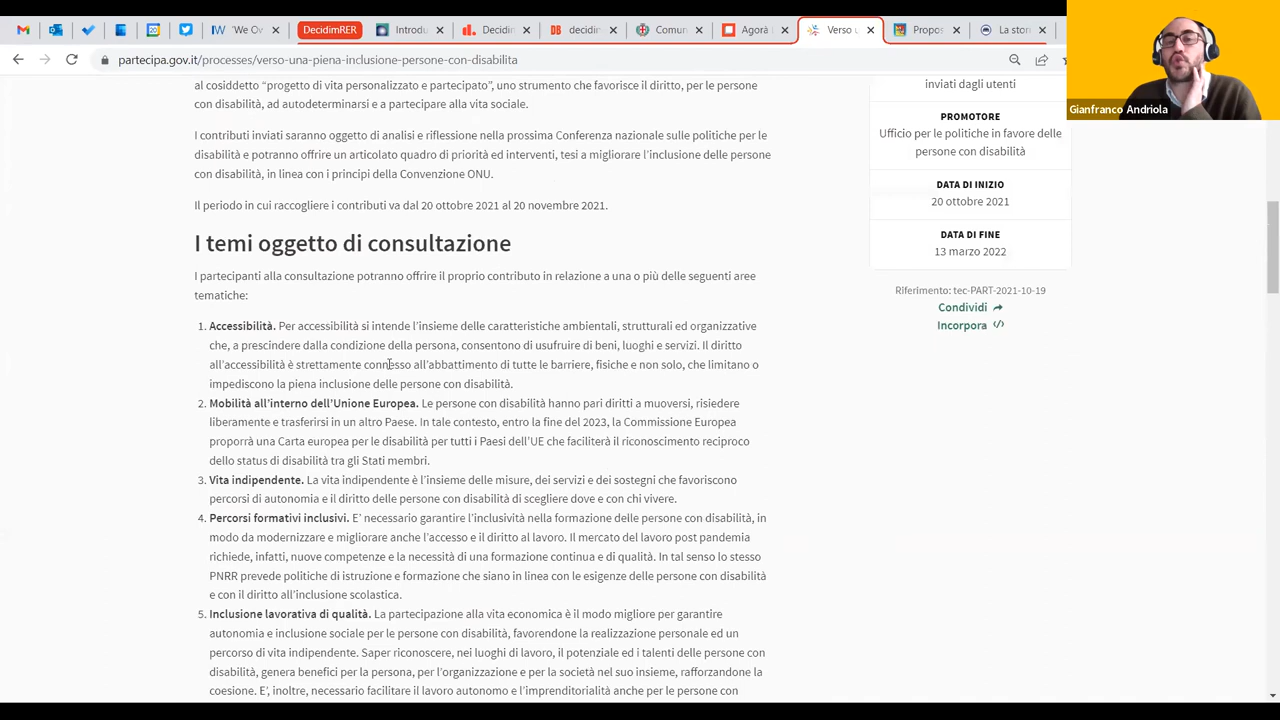 'We Ov
DecidimRER
Introdu
Decidin
decidin
Comun
Agorà
Verso u
Propos
La stori
partecipa.gov.it/processes/verso-una-piena-inclusione-persone-con-disabilita
Gianfranco Andriola
al cosiddetto “progetto di vita personalizzato e partecipato”, uno strumento che favorisce il diritto, per le persone
con disabilità, ad autodeterminarsi e a partecipare alla vita sociale.
I contributi inviati saranno oggetto di analisi e riflessione nella prossima Conferenza nazionale sulle politiche per le
disabilità e potranno offrire un articolato quadro di priorità ed interventi, tesi a migliorare l’inclusione delle persone
con disabilità, in linea con i principi della Convenzione ONU.
Il periodo in cui raccogliere i contributi va dal 20 ottobre 2021 al 20 novembre 2021.
I temi oggetto di consultazione
I partecipanti alla consultazione potranno offrire il proprio contributo in relazione a una o più delle seguenti aree
tematiche:
1. Accessibilità. Per accessibilità si intende l’insieme delle caratteristiche ambientali, strutturali ed organizzative
che, a prescindere dalla condizione della persona, consentono di usufruire di beni, luoghi e servizi. Il diritto
all’accessibilità è strettamente connesso all’abbattimento di tutte le barriere, fisiche e non solo, che limitano o
impediscono la piena inclusione delle persone con disabilità.
2. Mobilità all’interno dell’Unione Europea. Le persone con disabilità hanno pari diritti a muoversi, risiedere
liberamente e trasferirsi in un altro Paese. In tale contesto, entro la fine del 2023, la Commissione Europea
proporrà una Carta europea per le disabilità per tutti i Paesi dell’UE che faciliterà il riconoscimento reciproco
dello status di disabilità tra gli Stati membri.
3. Vita indipendente. La vita indipendente è l’insieme delle misure, dei servizi e dei sostegni che favoriscono
percorsi di autonomia e il diritto delle persone con disabilità di scegliere dove e con chi vivere.
4. Percorsi formativi inclusivi. E’ necessario garantire l’inclusività nella formazione delle persone con disabilità, in
modo da modernizzare e migliorare anche l’accesso e il diritto al lavoro. Il mercato del lavoro post pandemia
richiede, infatti, nuove competenze e la necessità di una formazione continua e di qualità. In tal senso lo stesso
PNRR prevede politiche di istruzione e formazione che siano in linea con le esigenze delle persone con disabilità
e con il diritto all’inclusione scolastica.
5. Inclusione lavorativa di qualità. La partecipazione alla vita economica è il modo migliore per garantire
autonomia e inclusione sociale per le persone con disabilità, favorendone la realizzazione personale ed un
percorso di vita indipendente. Saper riconoscere, nei luoghi di lavoro, il potenziale ed i talenti delle persone con
disabilità, genera benefici per la persona, per l’organizzazione e per la società nel suo insieme, rafforzandone la
coesione. E’, inoltre, necessario facilitare il lavoro autonomo e l’imprenditorialità anche per le persone con
inviati dagli utenti
PROMOTORE
Ufficio per le politiche in favore delle
persone con disabilità
DATA DI INIZIO
20 ottobre 2021
DATA DI FINE
13 marzo 2022
Riferimento: tec-PART-2021-10-19
Condividi
Incorpora